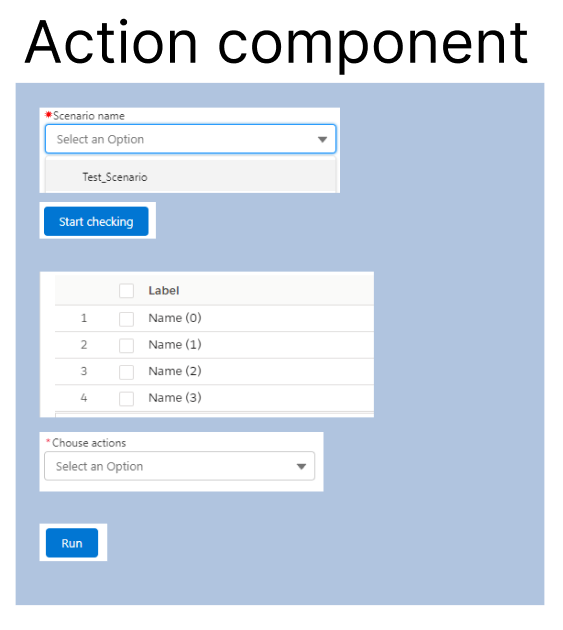 Action component
*Scenario name
Select an Option
Test_Scenario
Start checking
Label
1 Name (0)
2 Name (1)
3 Name (2)
4 Name (3)
*Chouse actions
Select an Option
Run